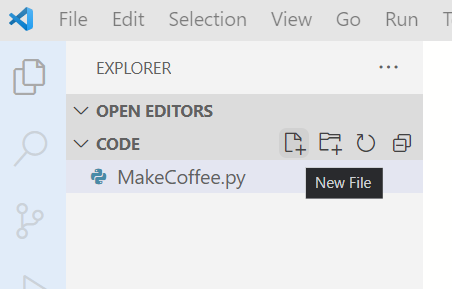 File Edit Selection View Go Run
EXPLORER
OPEN EDITORS
CODE
MakeCoffee.py
New File